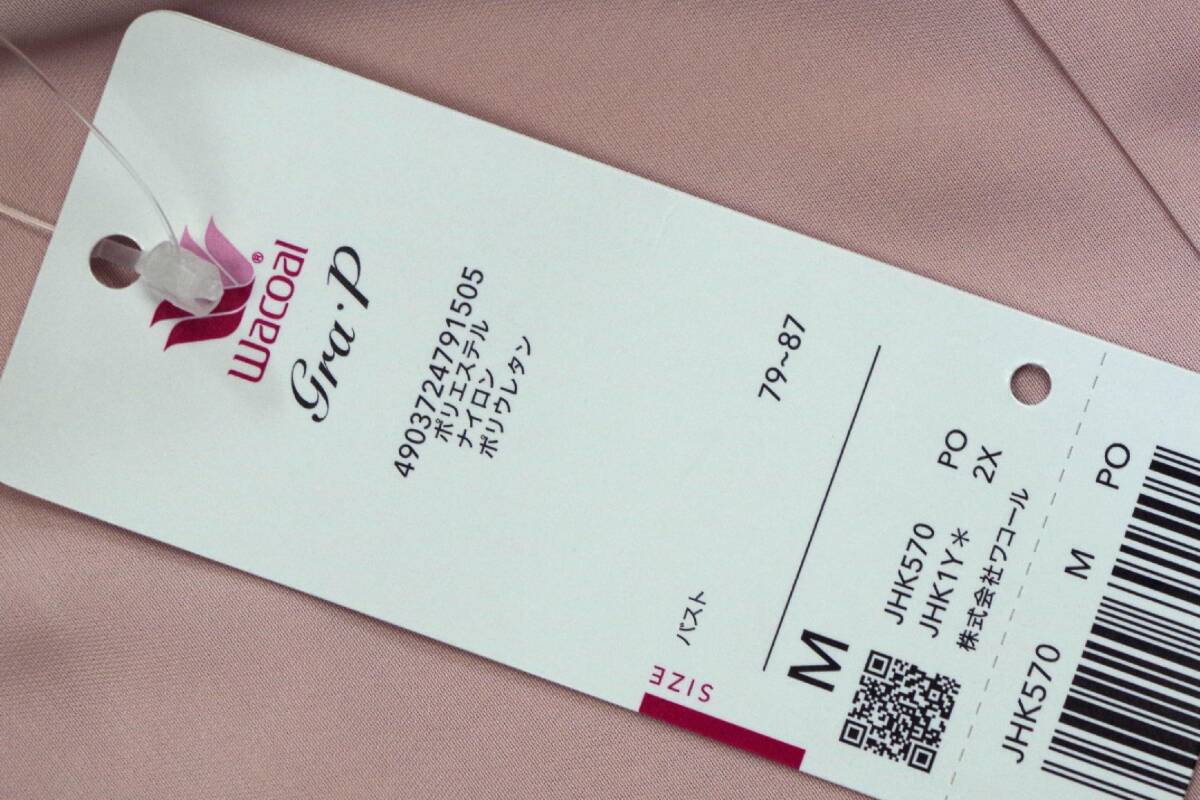 Wacoal®
Gra・P
4903724791505
ポリエステル
ナイロン
ポリウレタン
SIZE
バスト 79~87
M
JHK570 PO
JHK1Y* 2X
株式会社ワコール
JHK570 M PO